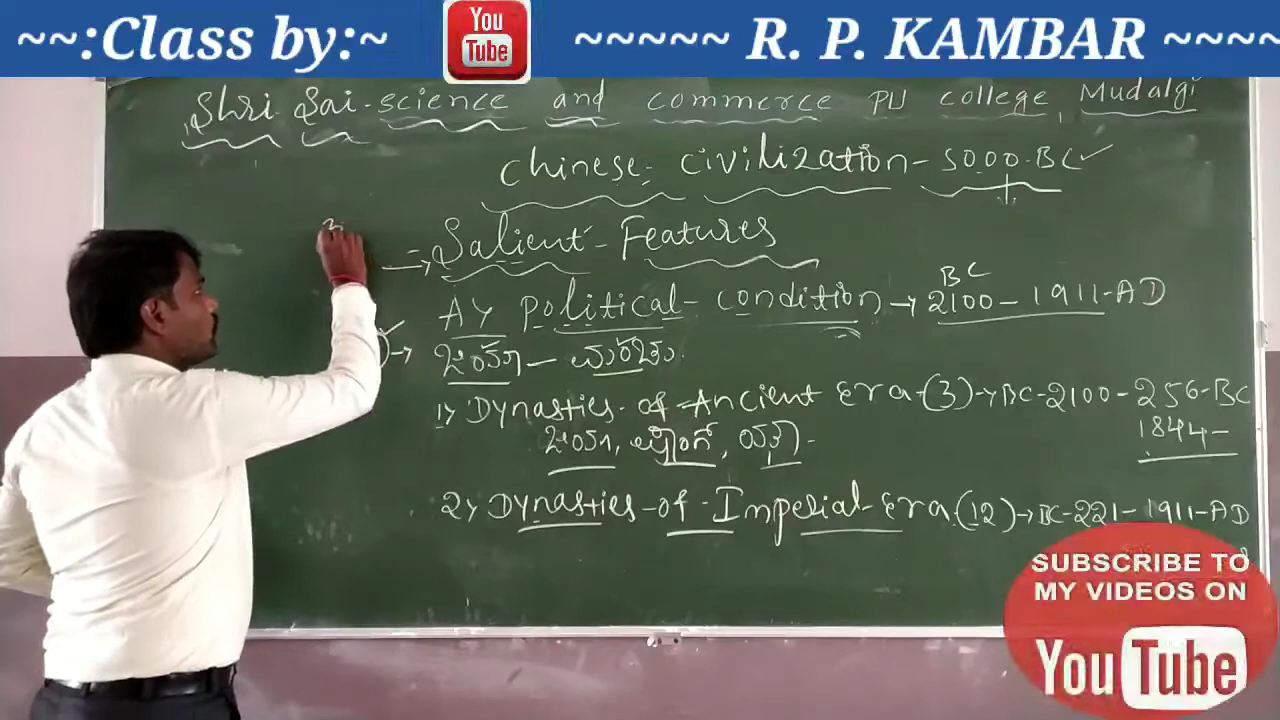 ~~:Class by:~ You Tube ~~~~~ R. P. KAMBAR ~~~~
Shri Sai science and commerce PU college, Mudalgi
Chinese civilization - 5000 BC ✓
→ Salient - Features
A) political - condition → 2100 BC - 1911 - AD
1) Dynasties of Ancient Era - (3) → BC - 2100 - 256 - BC
1844 -
2) Dynasties - of - Imperial - Era (12) → BC - 221 - 1911 - AD
SUBSCRIBE TO
MY VIDEOS ON
You Tube